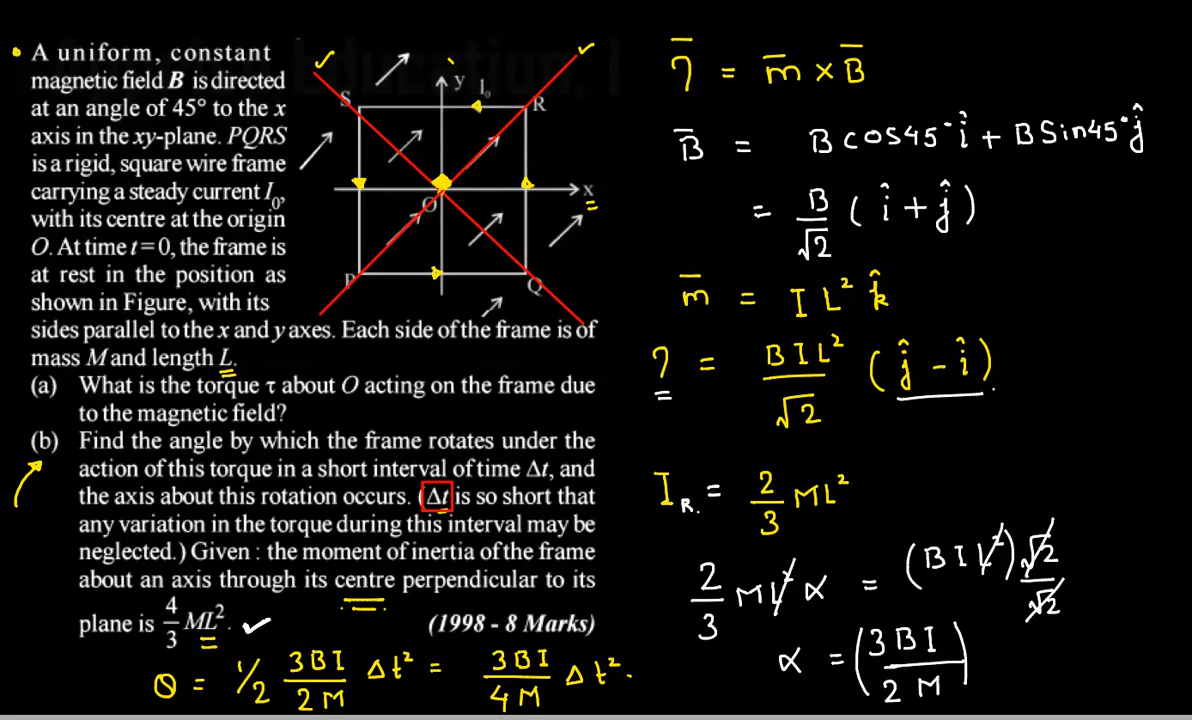 A uniform, constant
magnetic field B is directed
at an angle of 45° to the x
axis in the xy-plane. PQRS
is a rigid, square wire frame
carrying a steady current I₀,
with its centre at the origin
O. At time t=0, the frame is
at rest in the position as
shown in Figure, with its
sides parallel to the x and y axes. Each side of the frame is of
mass M and length L.
(a) What is the torque τ about O acting on the frame due
to the magnetic field?
(b) Find the angle by which the frame rotates under the
action of this torque in a short interval of time Δt, and
the axis about this rotation occurs. (Δt is so short that
any variation in the torque during this interval may be
neglected.) Given : the moment of inertia of the frame
about an axis through its centre perpendicular to its
plane is 4/3 ML².
(1998 - 8 Marks)
y I₀
S R
O x
P Q
τ̄ = m̄ × B̄
B̄ = B cos45° î + B Sin45° ĵ
= B/√2 (î + ĵ)
m̄ = I L² k̂
τ = BIL²/√2 (ĵ - î)
I_R. = 2/3 ML²
2/3 ML² α = (BIL²) √2/√2
α = (3BI/2M)
θ = 1/2 3BI/2M Δt² = 3BI/4M Δt².